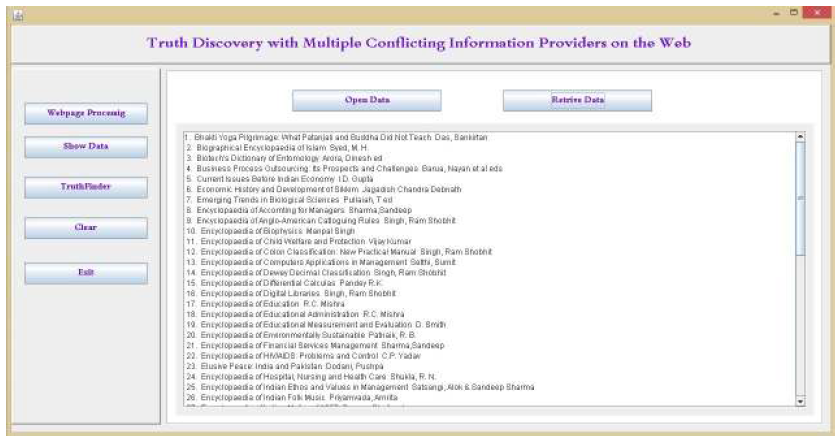 Truth Discovery with Multiple Conflicting Information Providers on the Web
Webpage Processig
Show Data
TruthFinder
Clear
Exit
Open Data
Retrive Data
1. Bhakti Yoga Pilgrimage: What Patanjali and Buddha Did Not Teach Das, Sankirtan
2. Biographical Encyclopaedia of Islam Syed, M. H.
3. Biotech's Dictionary of Entomology Arora, Dinesh ed
4. Business Process Outsourcing: Its Prospects and Challenges Barua, Nayan et al eds
5. Current Issues Before Indian Economy I.D. Gupta
6. Economic History and Development of Sikkim Jagadish Chandra Debnath
7. Emerging Trends in Biological Sciences Pullaiah, T ed
8. Encyclopaedia of Accomting for Managers Sharma,Sandeep
9. Encyclopaedia of Anglo-American Catloguing Rules Singh, Ram Shobhit
10. Encyclopaedia of Biophysics Manpal Singh
11. Encyclopaedia of Child Welfare and Protection Vijay kumar
12. Encyclopaedia of Colon Classification: New Practical Manual Singh, Ram Shobhit
13. Encyclopaedia of Computers Applications in Management Sethi, Sumit
14. Encyclopaedia of Dewey Decimal Classification Singh, Ram Shobhit
15. Encyclopaedia of Differential Calculas Pandey R.K.
16. Encyclopaedia of Digital Libraries Singh, Ram Shobhit
17. Encyclopaedia of Education R.C. Mishra
18. Encyclopaedia of Educational Administration R.C. Mishra
19. Encyclopaedia of Educational Measurement and Evaluation D. Smith
20. Encyclopaedia of Environmentally Sustainable Patnaik, R. B.
21. Encyclopaedia of Financial Services Management Sharma,Sandeep
22. Encyclopaedia of HIV/AIDS: Problems and Control C.P. Yadav
23. Elusive Peace: India and Pakistan Dodani, Pushpa
24. Encyclopaedia of Hospital, Nursing and Health Care Shukla, R. N.
25. Encyclopaedia of Indian Ethos and Values in Management Satsangi, Alok & Sandeep Sharma
26. Encyclopaedia of Indian Folk Music Priyamvada, Amrita